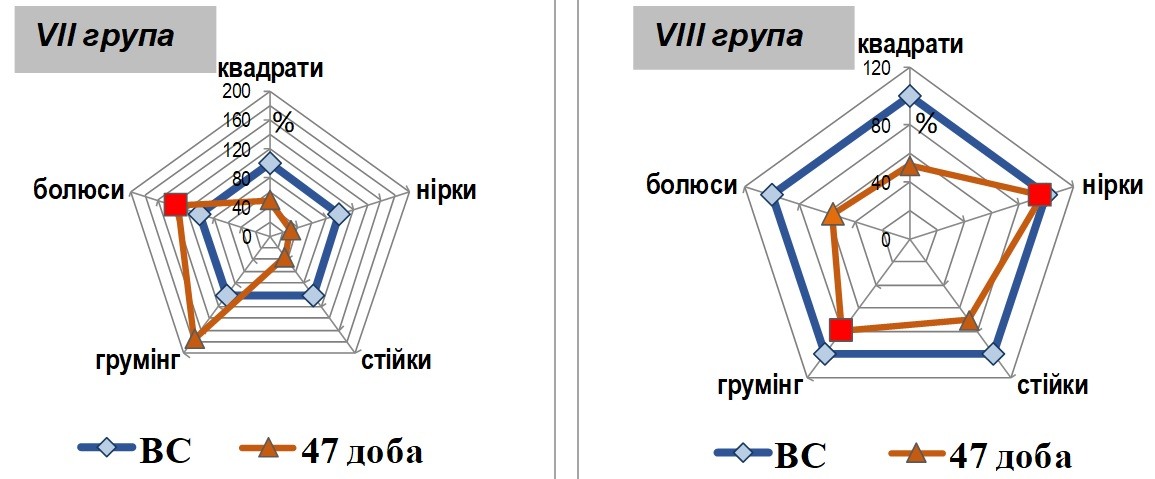 VII група
квадрати
200
160
120
80
40
0
%
нірки
стійки
грумінг
болюси
ВС
47 доба
VIII група
квадрати
120
80
40
0
%
нірки
стійки
грумінг
болюси
ВС
47 доба